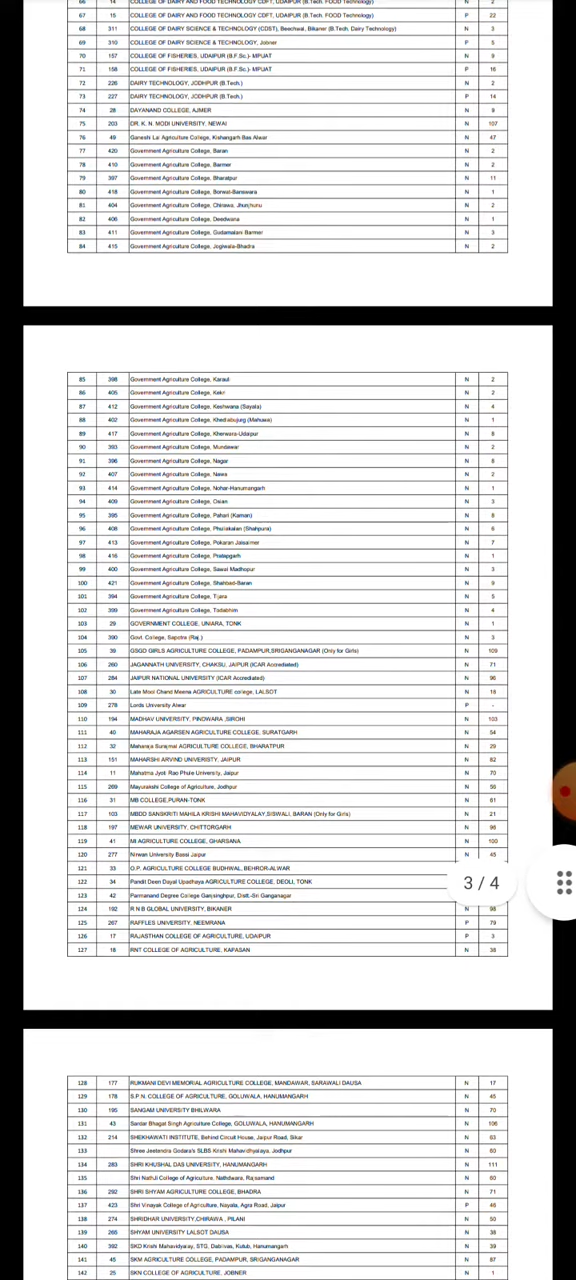 66 14 COLLEGE OF DAIRY AND FOOD TECHNOLOGY CDFT, UDAIPUR (B.Tech. FOOD Technology) N 2
67 15 COLLEGE OF DAIRY AND FOOD TECHNOLOGY CDFT, UDAIPUR (B.Tech. FOOD Technology) P 22
68 311 COLLEGE OF DAIRY SCIENCE & TECHNOLOGY (CDST), Beechwal, Bikaner (B.Tech. Dairy Technology) N 3
69 310 COLLEGE OF DAIRY SCIENCE & TECHNOLOGY, Jobner P 5
70 157 COLLEGE OF FISHERIES, UDAIPUR (B.F.Sc.)- MPUAT N 9
71 158 COLLEGE OF FISHERIES, UDAIPUR (B.F.Sc.)- MPUAT P 16
72 226 DAIRY TECHNOLOGY, JODHPUR (B.Tech.) N 2
73 227 DAIRY TECHNOLOGY, JODHPUR (B.Tech.) P 14
74 28 DAYANAND COLLEGE, AJMER N 9
75 203 DR. K. N. MODI UNIVERSITY, NEWAI N 107
76 49 Ganeshi Lal Agriculture College, Kishangarh Bas Alwar N 47
77 420 Government Agriculture College, Baran N 2
78 410 Government Agriculture College, Barmer N 2
79 397 Government Agriculture College, Bharatpur N 11
80 418 Government Agriculture College, Borwat-Banswara N 1
81 404 Government Agriculture College, Chirawa, Jhunjhunu N 2
82 406 Government Agriculture College, Deedwana N 1
83 411 Government Agriculture College, Gudamalani Barmer N 3
84 415 Government Agriculture College, Jogiwala-Bhadra N 2
85 398 Government Agriculture College, Karauli N 2
86 405 Government Agriculture College, Kekri N 2
87 412 Government Agriculture College, Keshwana (Sayala) N 4
88 402 Government Agriculture College, Khedlabujurg (Mahuwa) N 1
89 417 Government Agriculture College, Kherwara-Udaipur N 8
90 393 Government Agriculture College, Mundawar N 2
91 396 Government Agriculture College, Nagar N 8
92 407 Government Agriculture College, Nawa N 2
93 414 Government Agriculture College, Nohar-Hanumangarh N 1
94 409 Government Agriculture College, Osian N 3
95 395 Government Agriculture College, Pahari (Kaman) N 8
96 408 Government Agriculture College, Phuliakalan (Shahpura) N 6
97 413 Government Agriculture College, Pokaran Jaisalmer N 7
98 416 Government Agriculture College, Pratapgarh N 1
99 400 Government Agriculture College, Sawai Madhopur N 3
100 421 Government Agriculture College, Shahbad-Baran N 9
101 394 Government Agriculture College, Tijara N 5
102 399 Government Agriculture College, Todabhim N 4
103 29 GOVERNMENT COLLEGE, UNIARA, TONK N 1
104 390 Govt. College, Sapotra (Raj.) N 3
105 39 GSGD GIRLS AGRICULTURE COLLEGE, PADAMPUR,SRIGANGANAGAR (Only for Girls) N 109
106 260 JAGANNATH UNIVERSITY, CHAKSU, JAIPUR (ICAR Accrediated) N 71
107 284 JAIPUR NATIONAL UNIVERSITY (ICAR Accrediated) N 96
108 30 Late Mool Chand Meena AGRICULTURE college, LALSOT N 18
109 278 Lords University Alwar P -
110 194 MADHAV UNIVERSITY, PINDWARA ,SIROHI N 103
111 40 MAHARAJA AGARSEN AGRICULTURE COLLEGE, SURATGARH N 54
112 32 Maharaja Surajmal AGRICULTURE COLLEGE, BHARATPUR N 29
113 151 MAHARSHI ARVIND UNIVERISTY, JAIPUR N 82
114 11 Mahatma Jyoti Rao Phule University, Jaipur N 70
115 269 Mayurakshi College of Agriculture, Jodhpur N 56
116 31 MB COLLEGE,PURAN-TONK N 81
117 103 MBDD SANSKRITI MAHILA KRISHI MAHAVIDYALAY,SISWALI, BARAN (Only for Girls) N 21
118 197 MEWAR UNIVERSITY, CHITTORGARH N 96
119 41 MI AGRICULTURE COLLEGE, GHARSANA N 100
120 277 Nirwan University Bassi Jaipur N 45
121 33 O.P. AGRICULTURE COLLEGE BUDHWAL, BEHROR-ALWAR
122 34 Pandit Deen Dayal Upadhaya AGRICULTURE COLLEGE, DEOLI, TONK
3 / 4
123 42 Parmanand Degree College Gajsinghpur, Distt.-Sri Ganganagar
124 192 R.N.B GLOBAL UNIVERSITY, BIKANER N 98
125 267 RAFFLES UNIVERSITY, NEEMRANA P 79
126 17 RAJASTHAN COLLEGE OF AGRICULTURE, UDAIPUR P 3
127 18 RNT COLLEGE OF AGRICULTURE, KAPASAN N 38
128 177 RUKMANI DEVI MEMORIAL AGRICULTURE COLLEGE, MANDAWAR, SARAWALI DAUSA N 17
129 178 S.P.N. COLLEGE OF AGRICULTURE, GOLUWALA, HANUMANGARH N 45
130 195 SANGAM UNIVERSITY BHILWARA N 70
131 43 Sardar Bhagat Singh Agriculture College, GOLUWALA, HANUMANGARH N 106
132 214 SHEKHAWATI INSTITUTE, Behind Circuit House, Jaipur Road, Sikar N 83
133 Shree Jeetendra Godara's SLBS Krishi Mahavidhyalaya, Jodhpur N 60
134 283 SHRI KHUSHAL DAS UNIVERSITY, HANUMANGARH N 111
135 Shri NathJi College of Agriculture, Nathdwara, Rajsamand N 60
136 292 SHRI SHYAM AGRICULTURE COLLEGE, BHADRA N 71
137 423 Shri Vinayak College of Agriculture, Nayala, Agra Road, Jaipur P 46
138 274 SHRIDHAR UNIVERSITY,CHIRAWA , PILANI N 50
139 265 SHYAM UNIVERSITY LALSOT DAUSA N 38
140 392 SKD Krishi Mahavidyalay, STG, Dabriwas, Kulub, Hanumangarh N 39
141 45 SKM AGRICULTURE COLLEGE, PADAMPUR, SRIGANGANAGAR N 87
142 25 SKN COLLEGE OF AGRICULTURE, JOBNER N 1